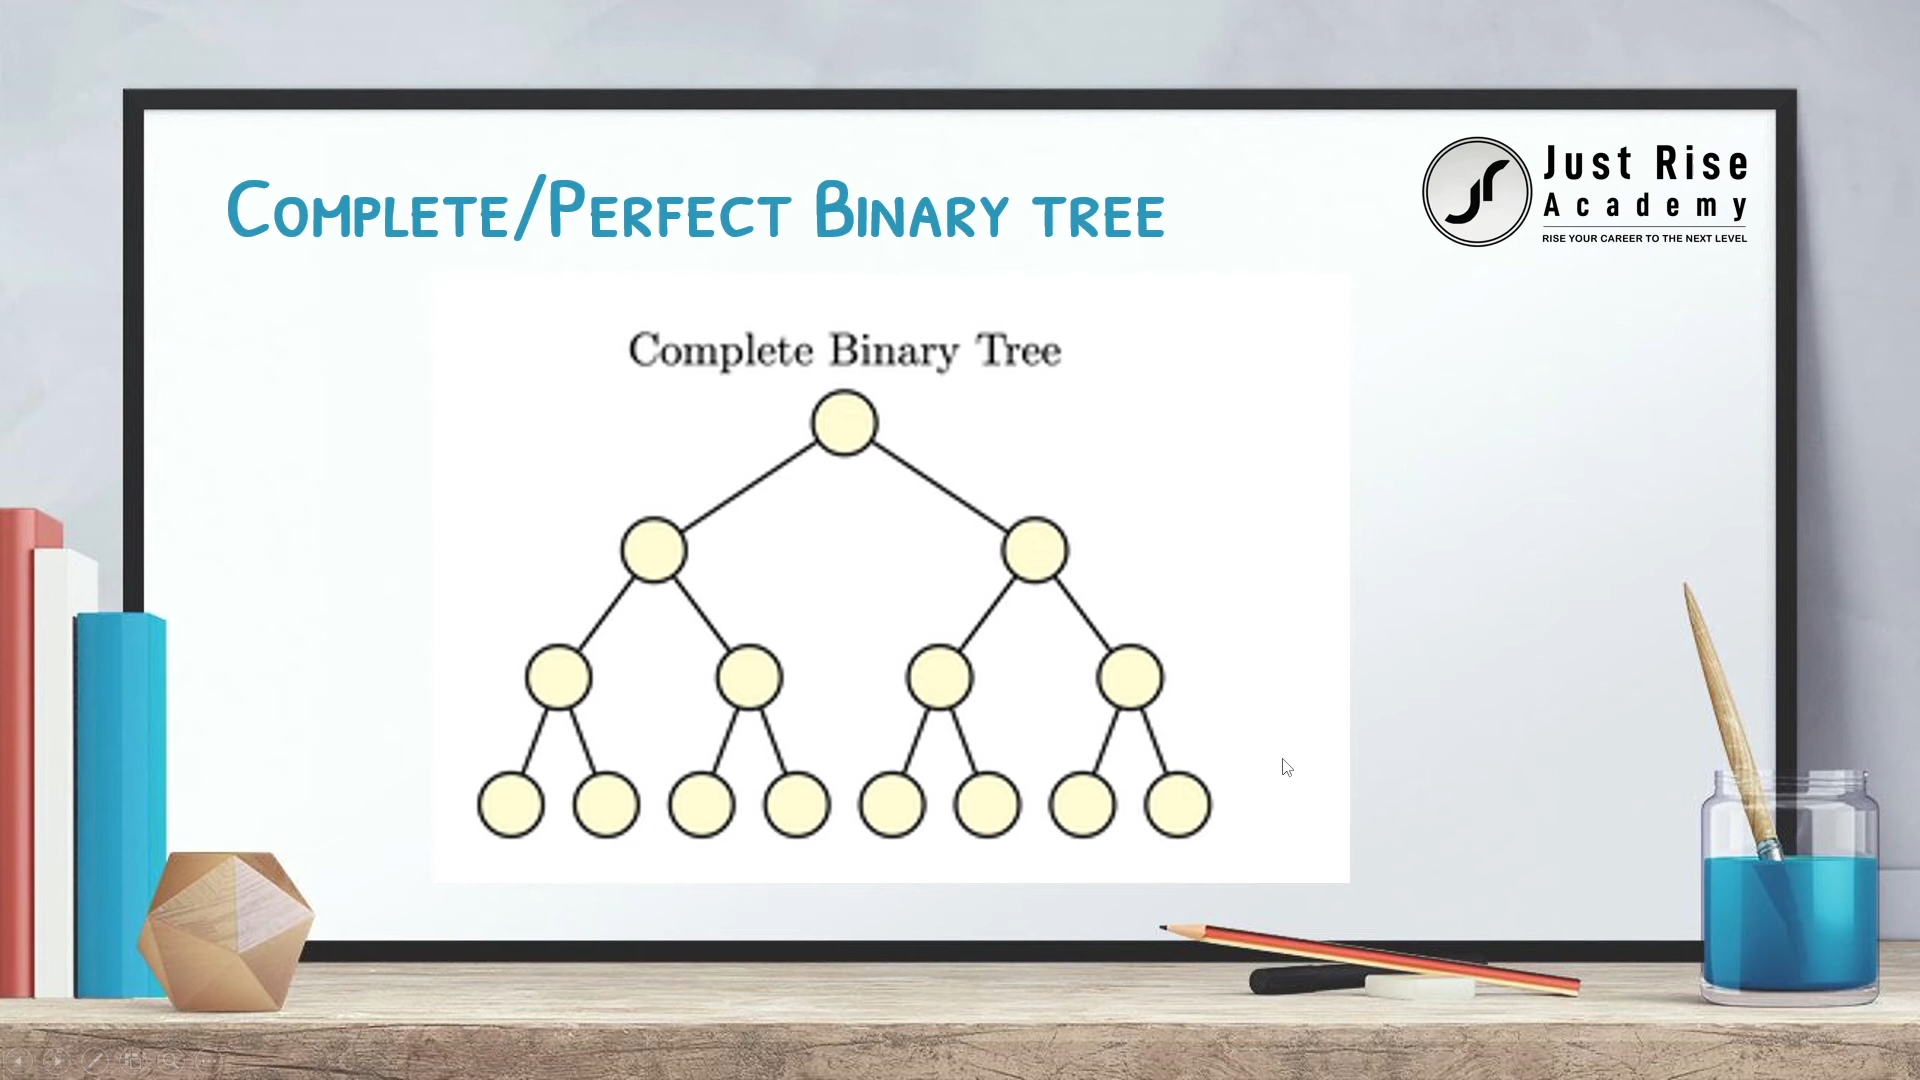 Complete/Perfect Binary tree
Just Rise
Academy
RISE YOUR CAREER TO THE NEXT LEVEL
Complete Binary Tree